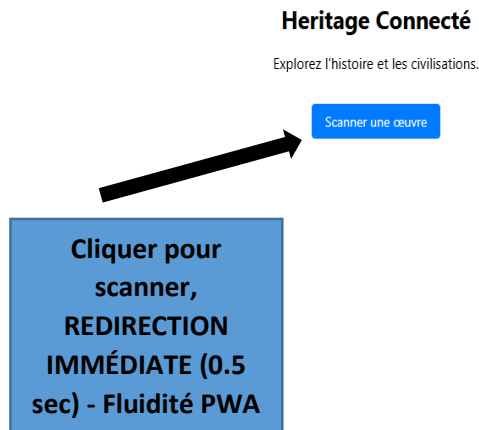 Heritage Connecté
Explorez l'histoire et les civilisations.
Scanner une œuvre
Cliquer pour
scanner,
REDIRECTION
IMMÉDIATE (0.5
sec) - Fluidité PWA